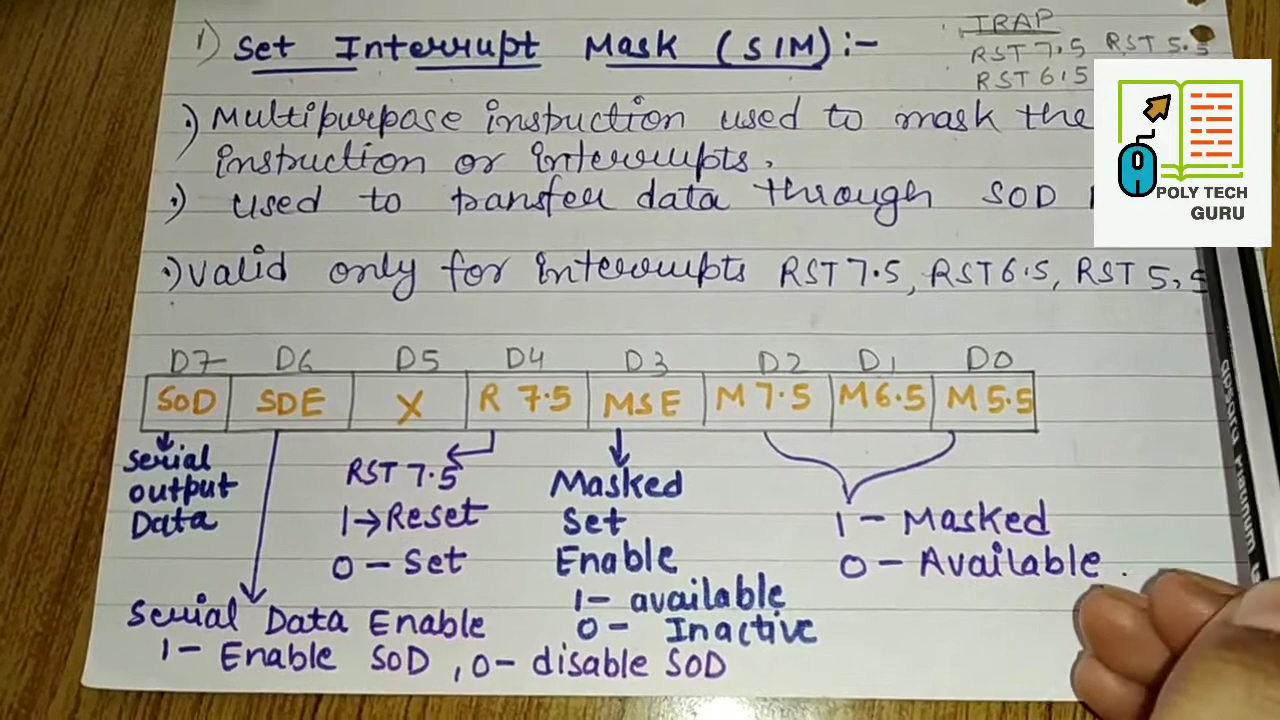 1) Set Interrupt Mask (SIM):-
TRAP
RST 7.5 RST 5.5
RST 6.5
·) Multipurpose instruction used to mask the
instruction or interrupts.
·) used to transfer data through SOD
·) valid only for interrupts RST 7.5, RST 6.5, RST 5.5
D7 D6 D5 D4 D3 D2 D1 D0
SOD SDE X R 7.5 MSE M 7.5 M 6.5 M 5.5
Serial
output
Data
RST 7.5
1→Reset
0 - Set
Masked
Set
Enable
1- available
0- Inactive
1 - Masked
0 - Available.
Serial Data Enable
1- Enable SOD, 0- disable SOD
POLY TECH
GURU
apsara Platinum